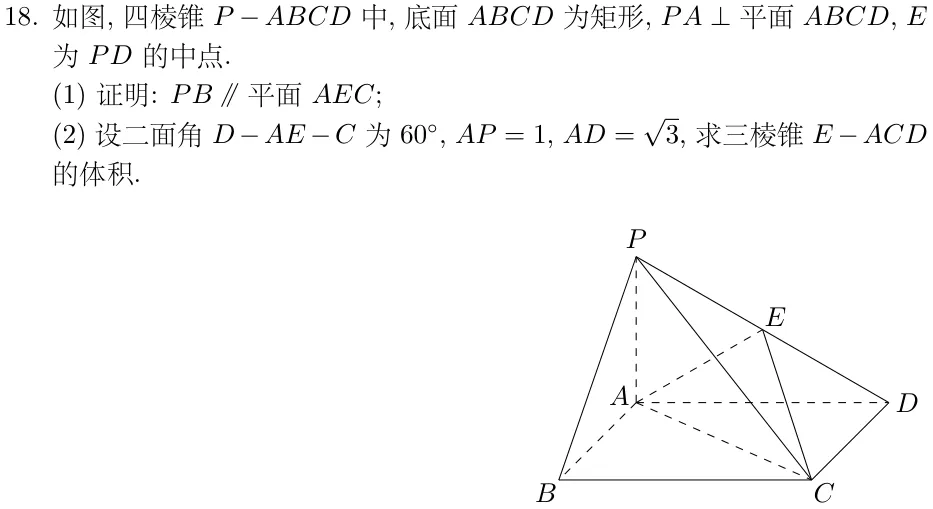 18. 如图, 四棱锥 P − ABCD 中, 底面 ABCD 为矩形, PA ⊥ 平面 ABCD, E
为 PD 的中点.
(1) 证明: PB ∥ 平面 AEC;
(2) 设二面角 D − AE − C 为 60°, AP = 1, AD = √3, 求三棱锥 E − ACD
的体积.
P
E
A
D
B
C